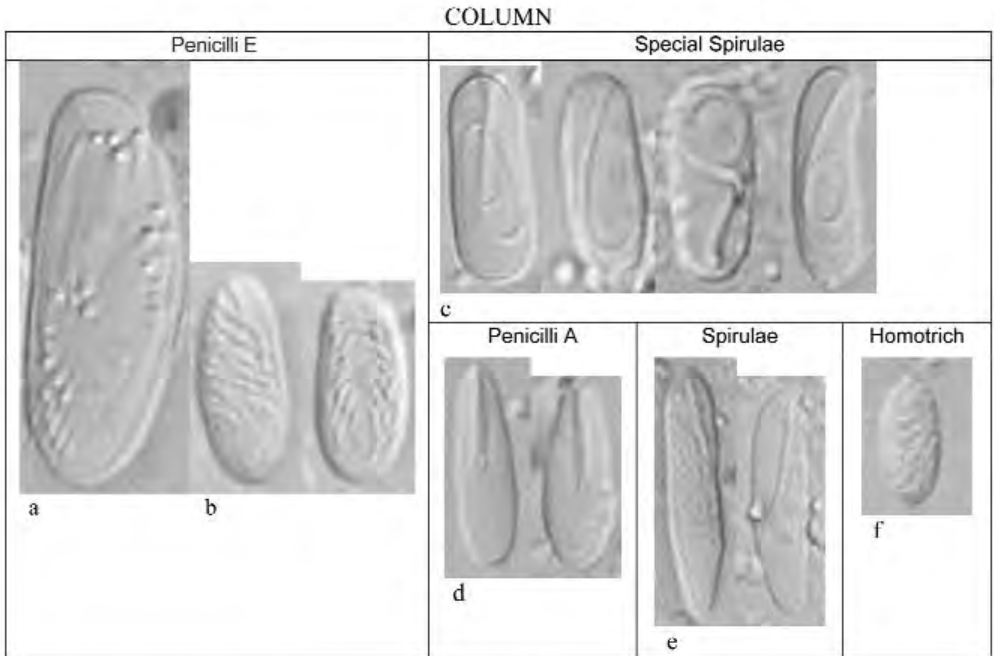 COLUMN
Penicilli E
Special Spirulae
c
Penicilli A
Spirulae
Homotrich
a
b
d
e
f